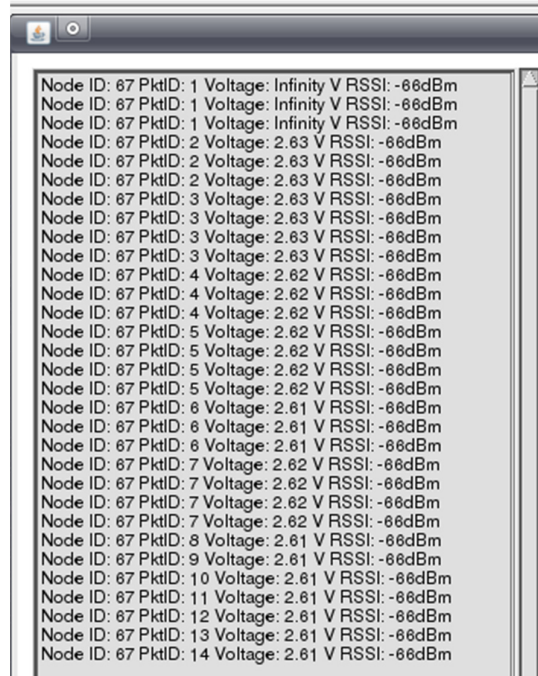 Node ID: 67 PktID: 1 Voltage: Infinity V RSSI: -66dBm
Node ID: 67 PktID: 1 Voltage: Infinity V RSSI: -66dBm
Node ID: 67 PktID: 1 Voltage: Infinity V RSSI: -66dBm
Node ID: 67 PktID: 2 Voltage: 2.63 V RSSI: -66dBm
Node ID: 67 PktID: 2 Voltage: 2.63 V RSSI: -66dBm
Node ID: 67 PktID: 2 Voltage: 2.63 V RSSI: -66dBm
Node ID: 67 PktID: 3 Voltage: 2.63 V RSSI: -66dBm
Node ID: 67 PktID: 3 Voltage: 2.63 V RSSI: -66dBm
Node ID: 67 PktID: 3 Voltage: 2.63 V RSSI: -66dBm
Node ID: 67 PktID: 3 Voltage: 2.63 V RSSI: -66dBm
Node ID: 67 PktID: 4 Voltage: 2.62 V RSSI: -66dBm
Node ID: 67 PktID: 4 Voltage: 2.62 V RSSI: -66dBm
Node ID: 67 PktID: 4 Voltage: 2.62 V RSSI: -66dBm
Node ID: 67 PktID: 5 Voltage: 2.62 V RSSI: -66dBm
Node ID: 67 PktID: 5 Voltage: 2.62 V RSSI: -66dBm
Node ID: 67 PktID: 5 Voltage: 2.62 V RSSI: -66dBm
Node ID: 67 PktID: 5 Voltage: 2.62 V RSSI: -66dBm
Node ID: 67 PktID: 6 Voltage: 2.61 V RSSI: -66dBm
Node ID: 67 PktID: 6 Voltage: 2.61 V RSSI: -66dBm
Node ID: 67 PktID: 6 Voltage: 2.61 V RSSI: -66dBm
Node ID: 67 PktID: 7 Voltage: 2.62 V RSSI: -66dBm
Node ID: 67 PktID: 7 Voltage: 2.62 V RSSI: -66dBm
Node ID: 67 PktID: 7 Voltage: 2.62 V RSSI: -66dBm
Node ID: 67 PktID: 7 Voltage: 2.62 V RSSI: -66dBm
Node ID: 67 PktID: 8 Voltage: 2.61 V RSSI: -66dBm
Node ID: 67 PktID: 9 Voltage: 2.61 V RSSI: -66dBm
Node ID: 67 PktID: 10 Voltage: 2.61 V RSSI: -66dBm
Node ID: 67 PktID: 11 Voltage: 2.61 V RSSI: -66dBm
Node ID: 67 PktID: 12 Voltage: 2.61 V RSSI: -66dBm
Node ID: 67 PktID: 13 Voltage: 2.61 V RSSI: -66dBm
Node ID: 67 PktID: 14 Voltage: 2.61 V RSSI: -66dBm